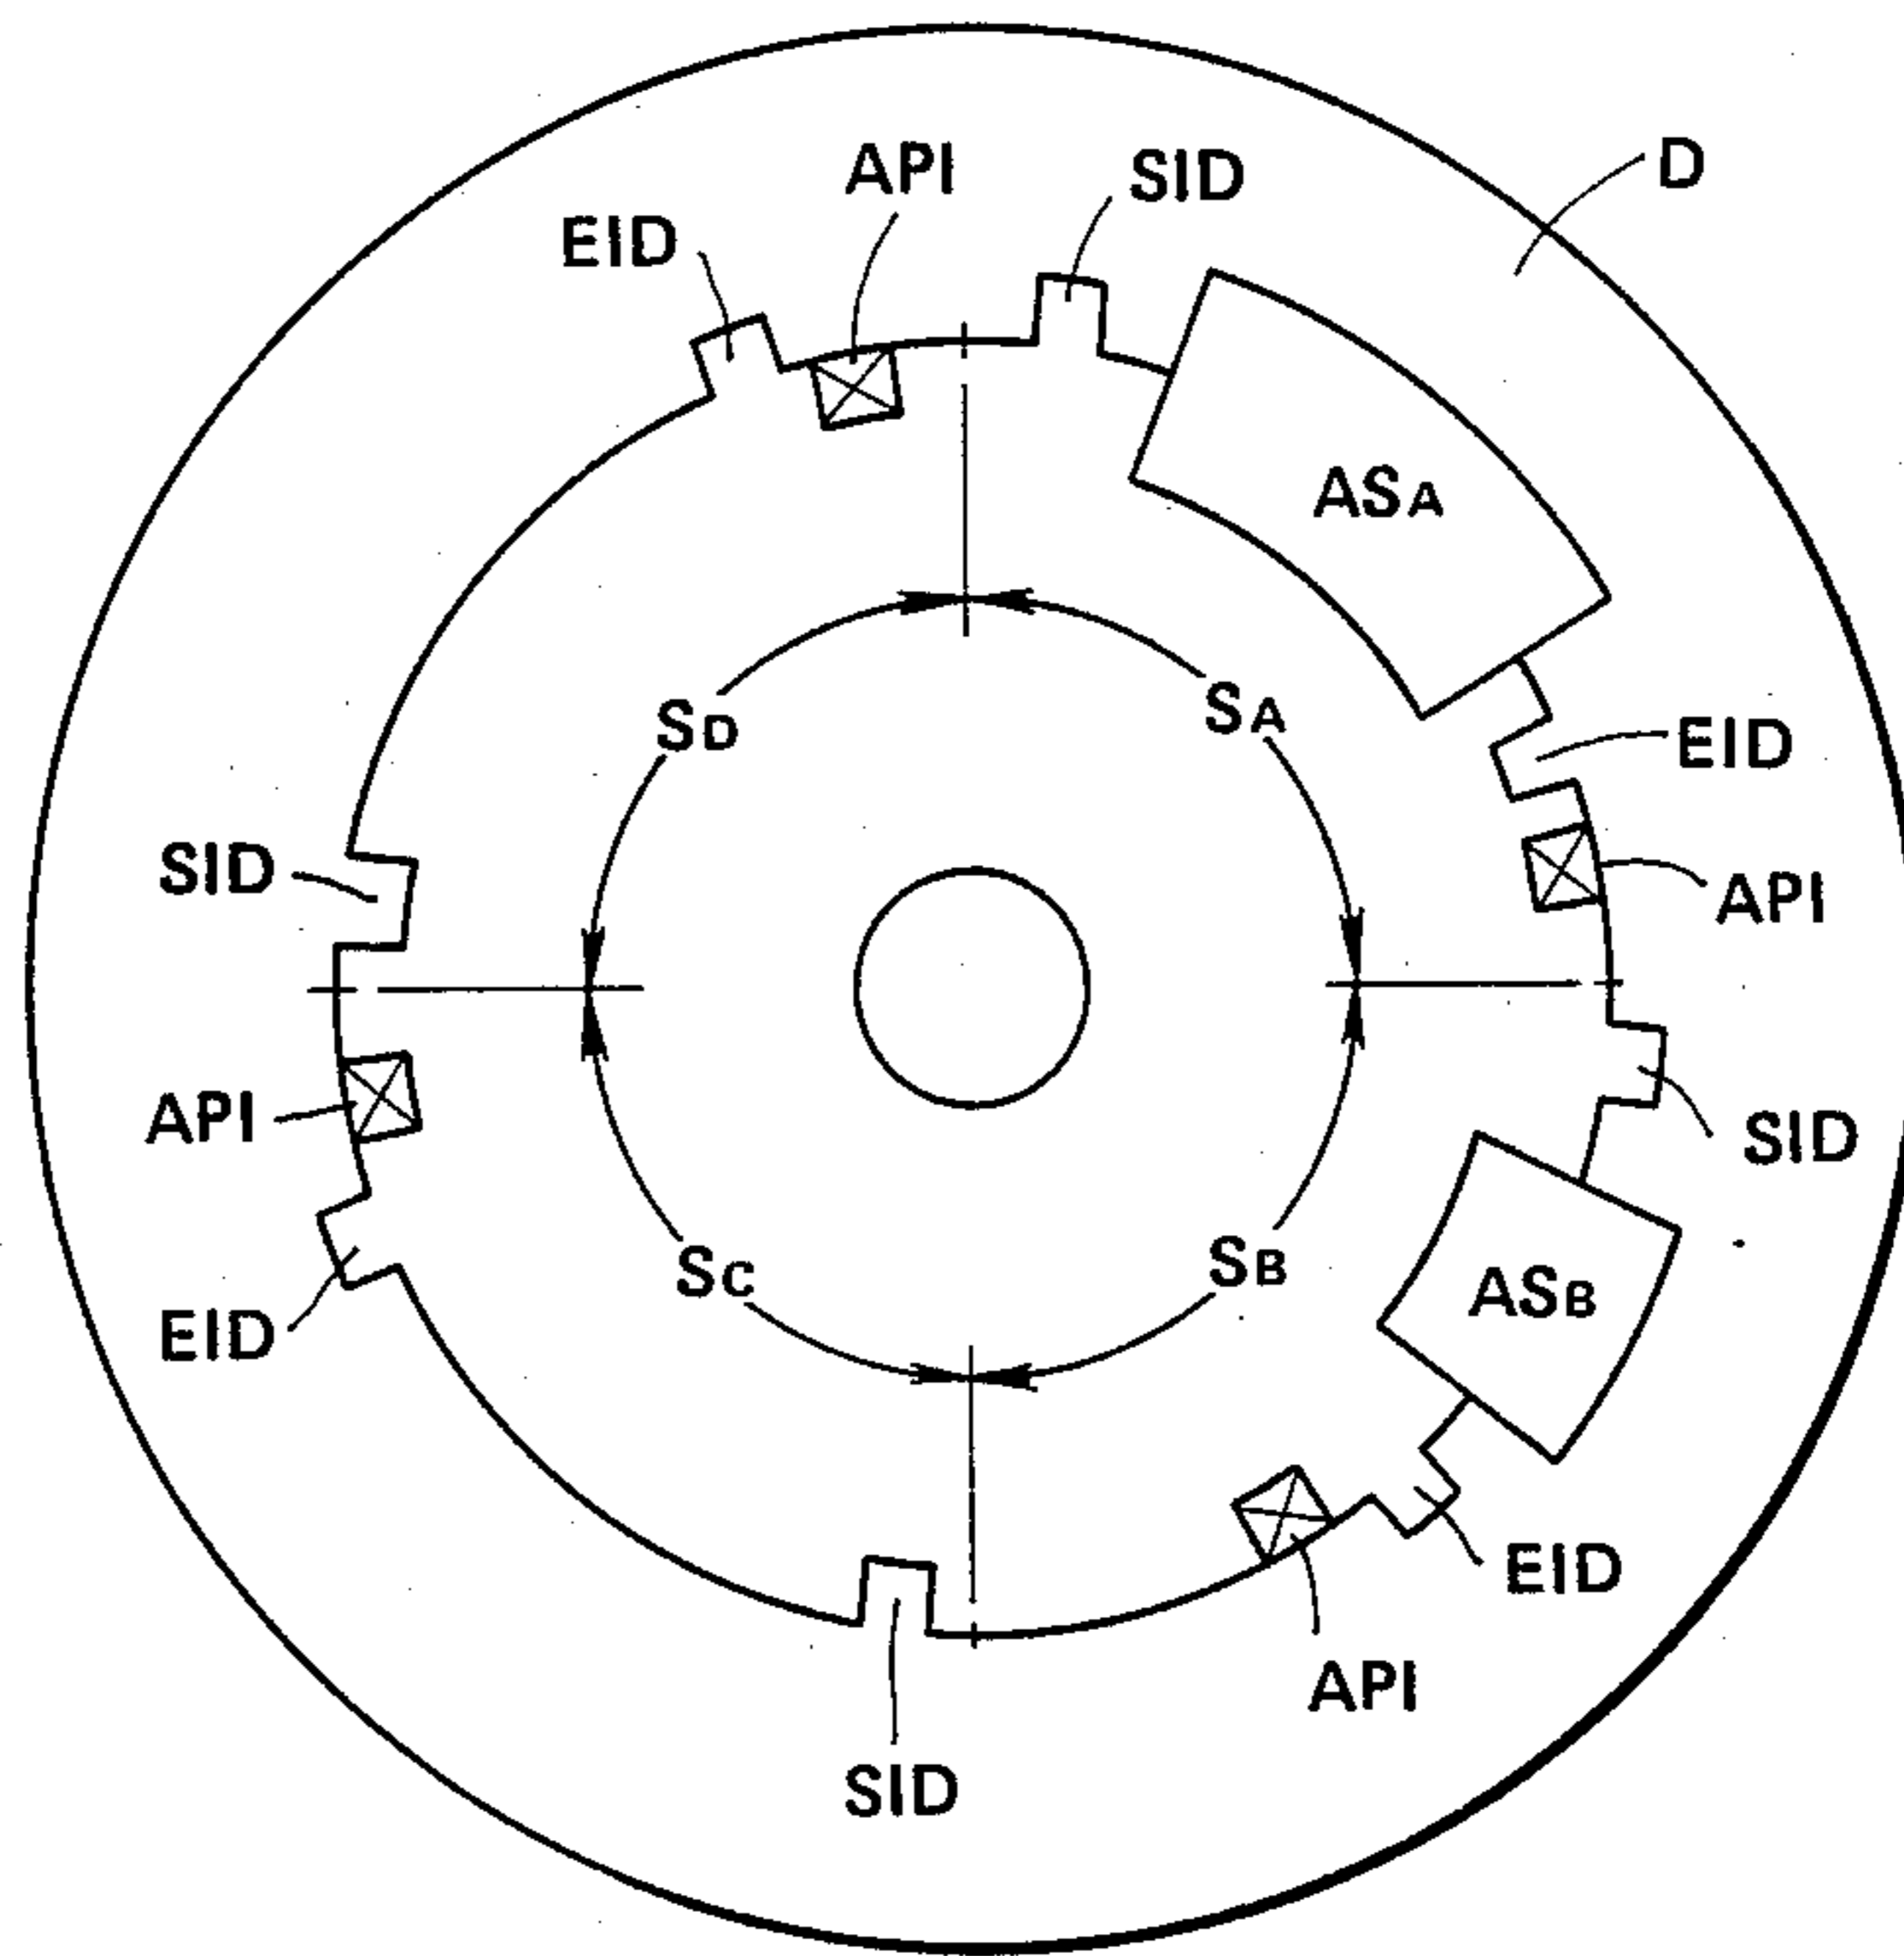 API
SID
D
EID
ASA
SD
SA
EID
SID
API
API
SID
SC
SB
ASB
EID
EID
API
SID